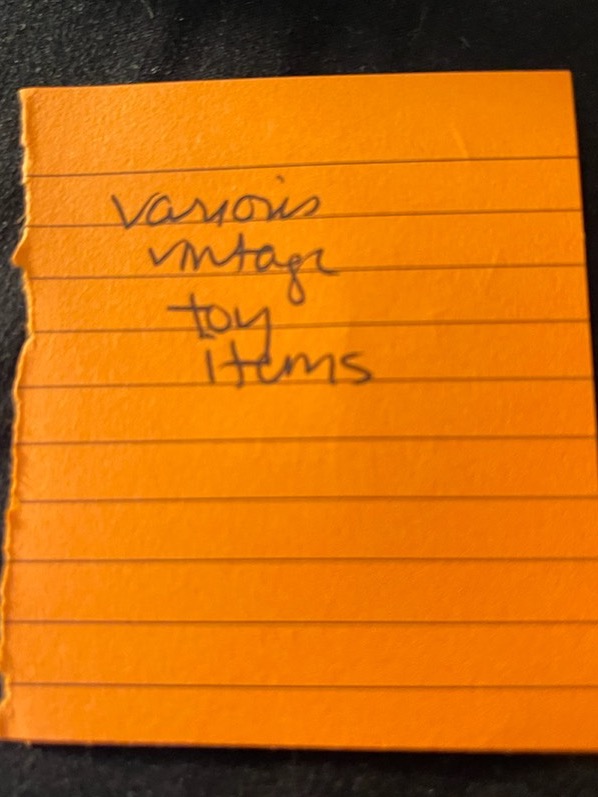 various
vintage
toy
items